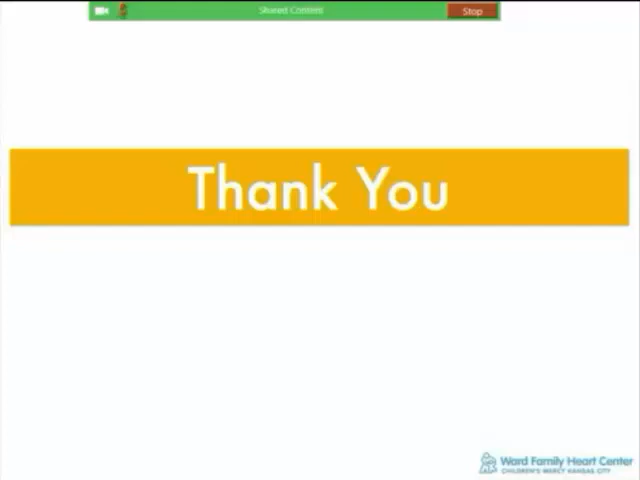 Shared Content
Stop
Thank You
Ward Family Heart Center
CHILDREN'S MERCY KANSAS CITY